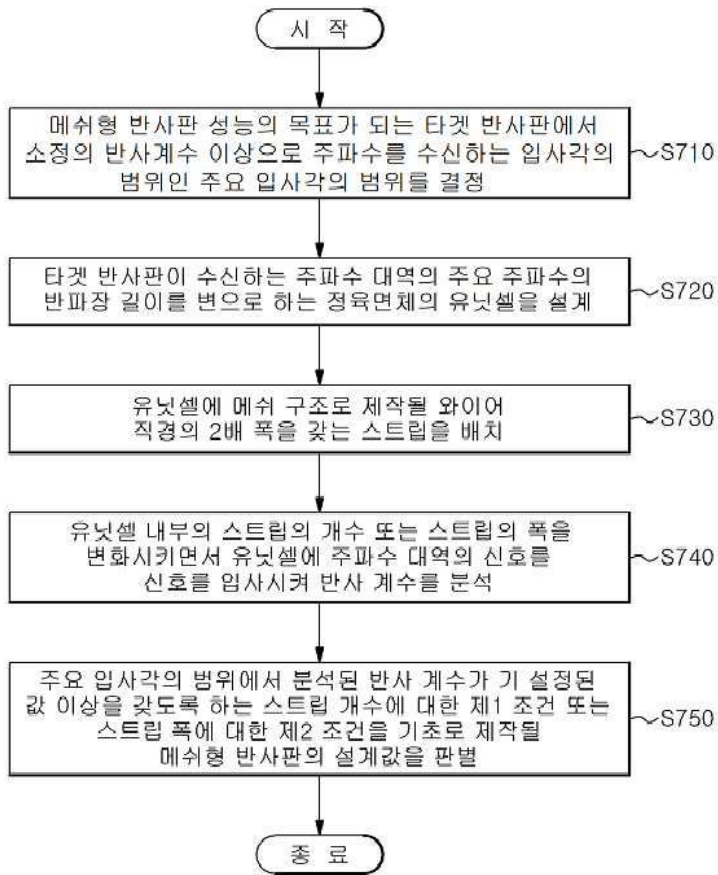 시 작
메쉬형 반사판 성능의 목표가 되는 타겟 반사판에서
소정의 반사계수 이상으로 주파수를 수신하는 입사각의
범위인 주요 입사각의 범위를 결정
S710
타겟 반사판이 수신하는 주파수 대역의 주요 주파수의
반파장 길이를 변으로 하는 정육면체의 유닛셀을 설계
S720
유닛셀에 메쉬 구조로 제작될 와이어
직경의 2배 폭을 갖는 스트립을 배치
S730
유닛셀 내부의 스트립의 개수 또는 스트립의 폭을
변화시키면서 유닛셀에 주파수 대역의 신호를
신호를 입사시켜 반사 계수를 분석
S740
주요 입사각의 범위에서 분석된 반사 계수가 기 설정된
값 이상을 갖도록 하는 스트립 개수에 대한 제1 조건 또는
스트립 폭에 대한 제2 조건을 기초로 제작될
메쉬형 반사판의 설계값을 판별
S750
종 료